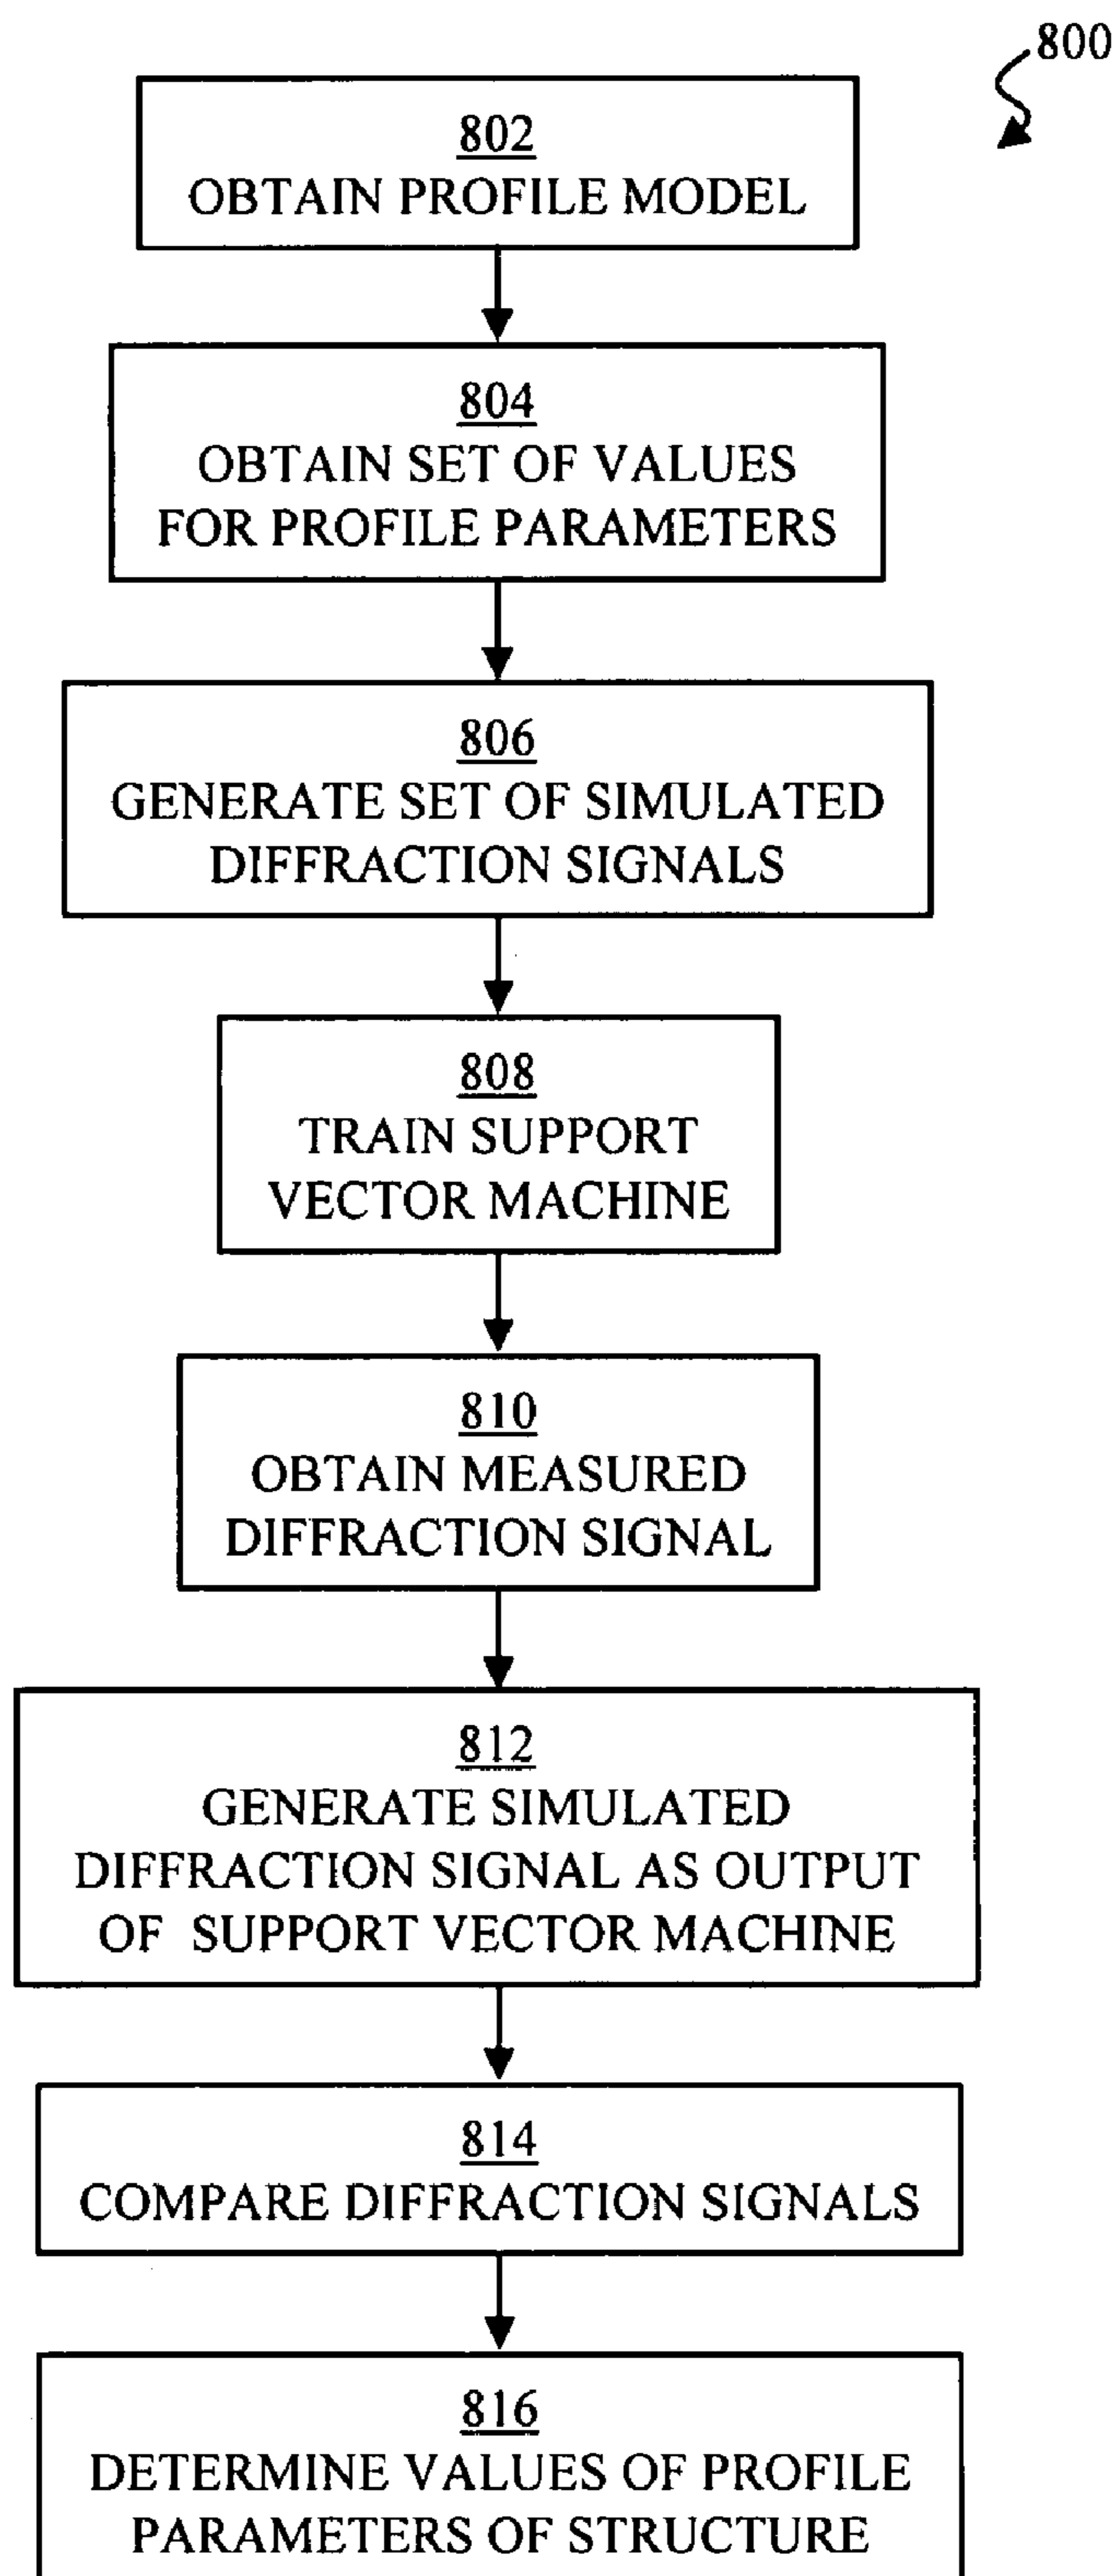 800
802
OBTAIN PROFILE MODEL
804
OBTAIN SET OF VALUES
FOR PROFILE PARAMETERS
806
GENERATE SET OF SIMULATED
DIFFRACTION SIGNALS
808
TRAIN SUPPORT
VECTOR MACHINE
810
OBTAIN MEASURED
DIFFRACTION SIGNAL
812
GENERATE SIMULATED
DIFFRACTION SIGNAL AS OUTPUT
OF SUPPORT VECTOR MACHINE
814
COMPARE DIFFRACTION SIGNALS
816
DETERMINE VALUES OF PROFILE
PARAMETERS OF STRUCTURE